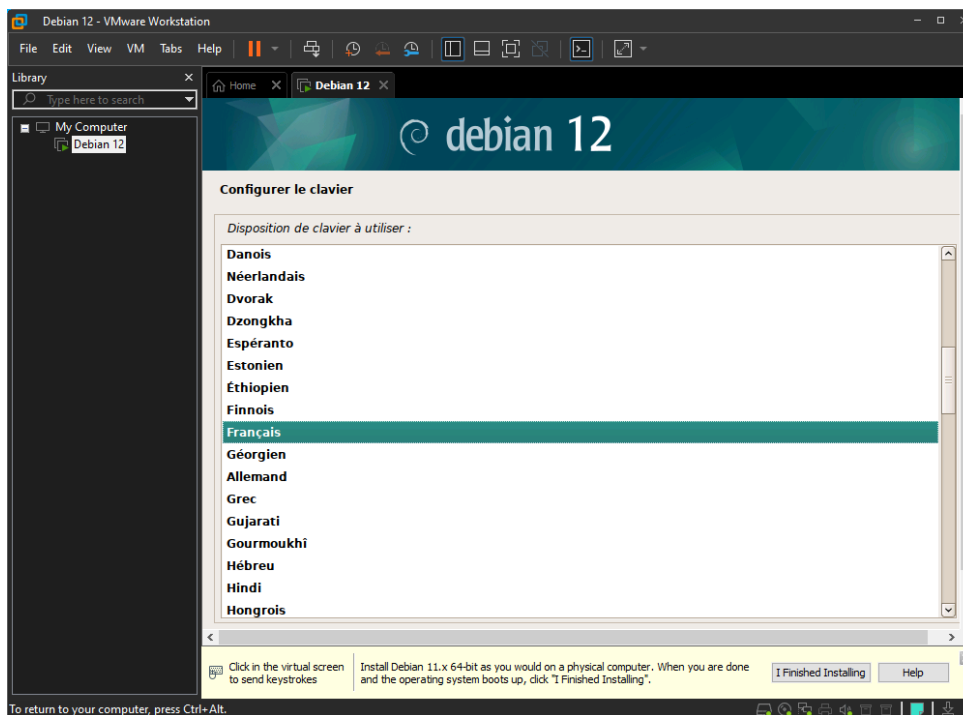 Debian 12 - VMware Workstation
File Edit View VM Tabs Help
Library
Type here to search
My Computer
Debian 12
Home
Debian 12
debian 12
Configurer le clavier
Disposition de clavier à utiliser :
Danois
Néerlandais
Dvorak
Dzongkha
Espéranto
Estonien
Éthiopien
Finnois
Français
Géorgien
Allemand
Grec
Gujarati
Gourmoukhî
Hébreu
Hindi
Hongrois
Click in the virtual screen
to send keystrokes
Install Debian 11.x 64-bit as you would on a physical computer. When you are done
and the operating system boots up, click "I Finished Installing".
I Finished Installing
Help
To return to your computer, press Ctrl+Alt.